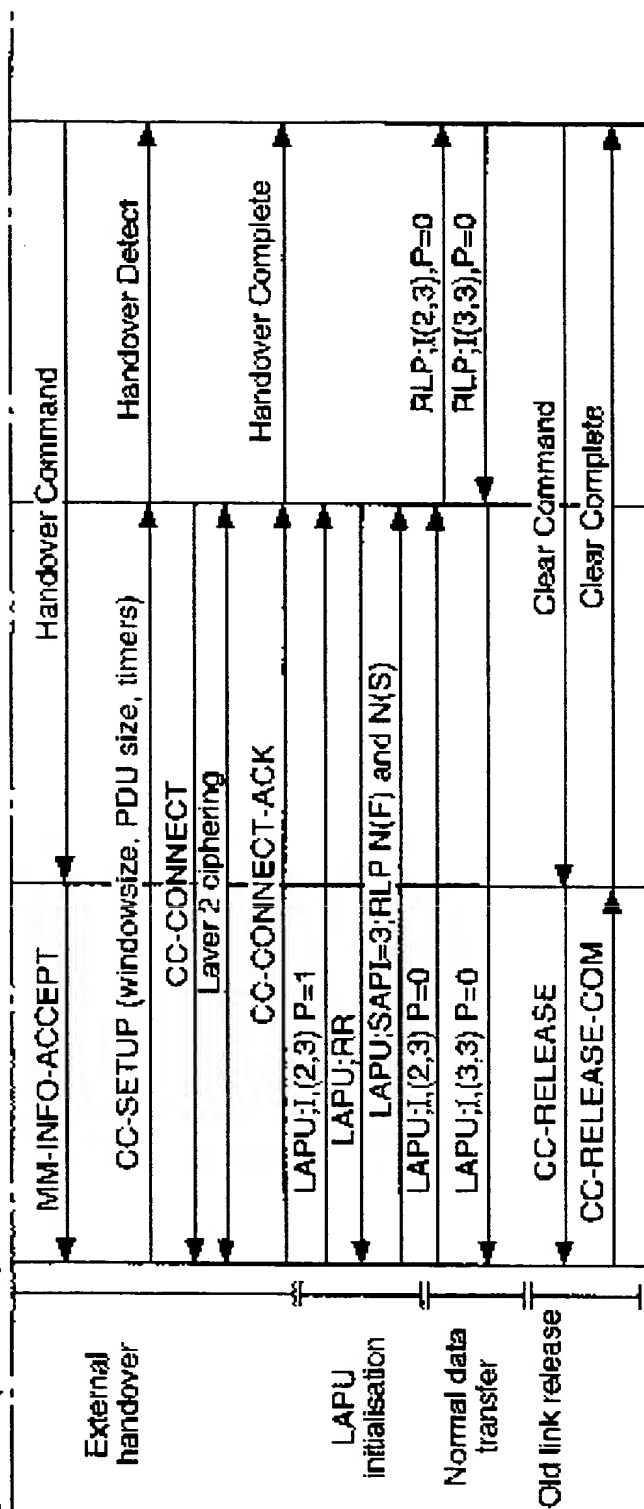 External
handover
LAPU
initialisation
Normal data
transfer
Old link release
Handover Command
MM-INFO-ACCEPT
CC-SETUP (windowsize, PDU size, timers)
Handover Detect
CC-CONNECT
Layer 2 ciphering
CC-CONNECT-ACK
Handover Complete
LAPU;I,(2,3) P=1
LAPU;RR
LAPU;SAPI=3;RLP N(F) and N(S)
LAPU;I,(2,3) P=0
RLP;I(2,3),P=0
LAPU;I,(3,3) P=0
RLP;I(3,3),P=0
CC-RELEASE
Clear Command
CC-RELEASE-COM
Clear Complete